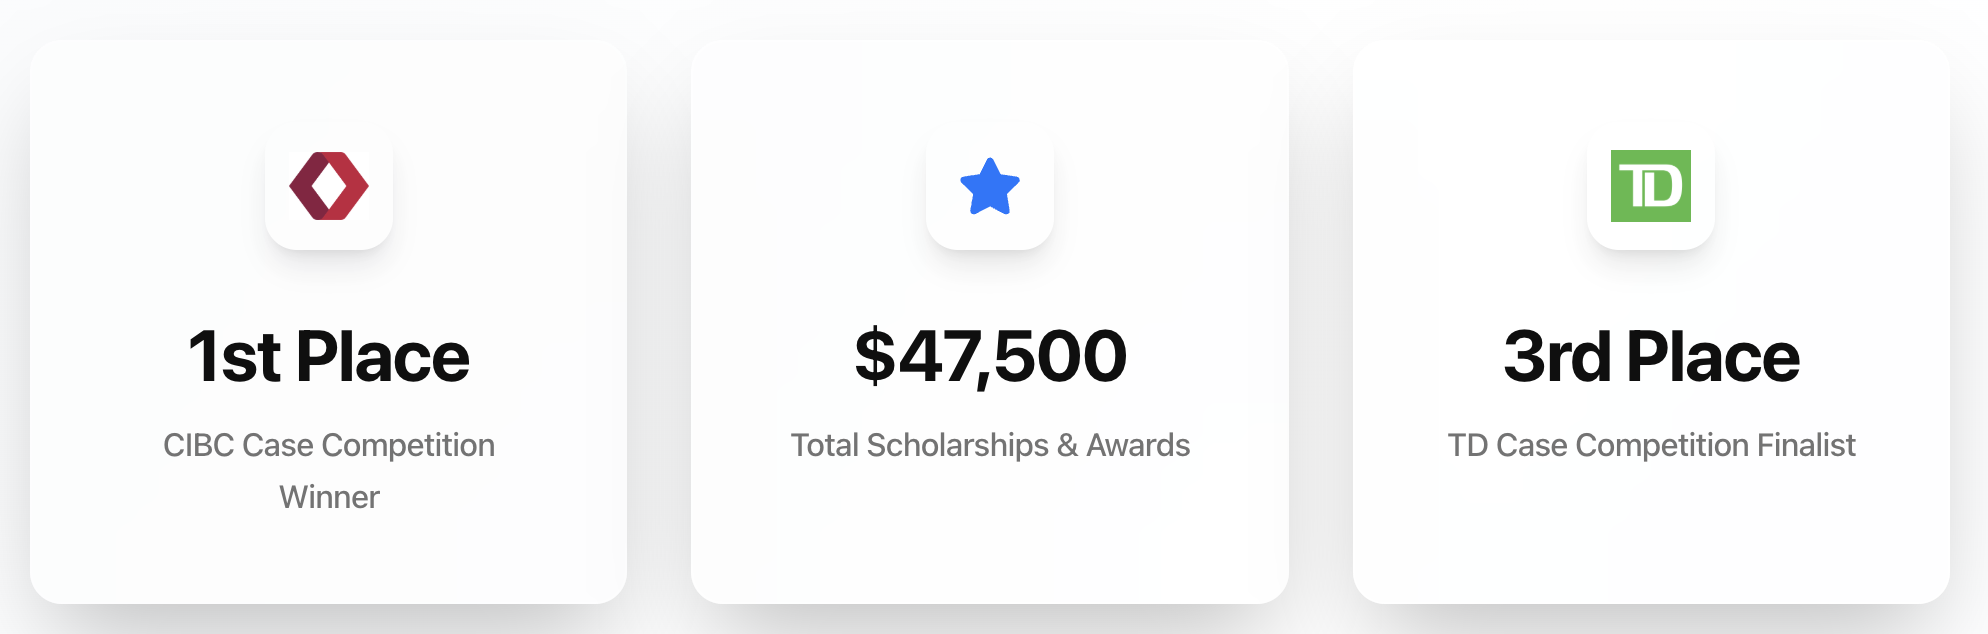 TD
1st Place
$47,500
3rd Place
CIBC Case Competition
Winner
Total Scholarships & Awards
TD Case Competition Finalist